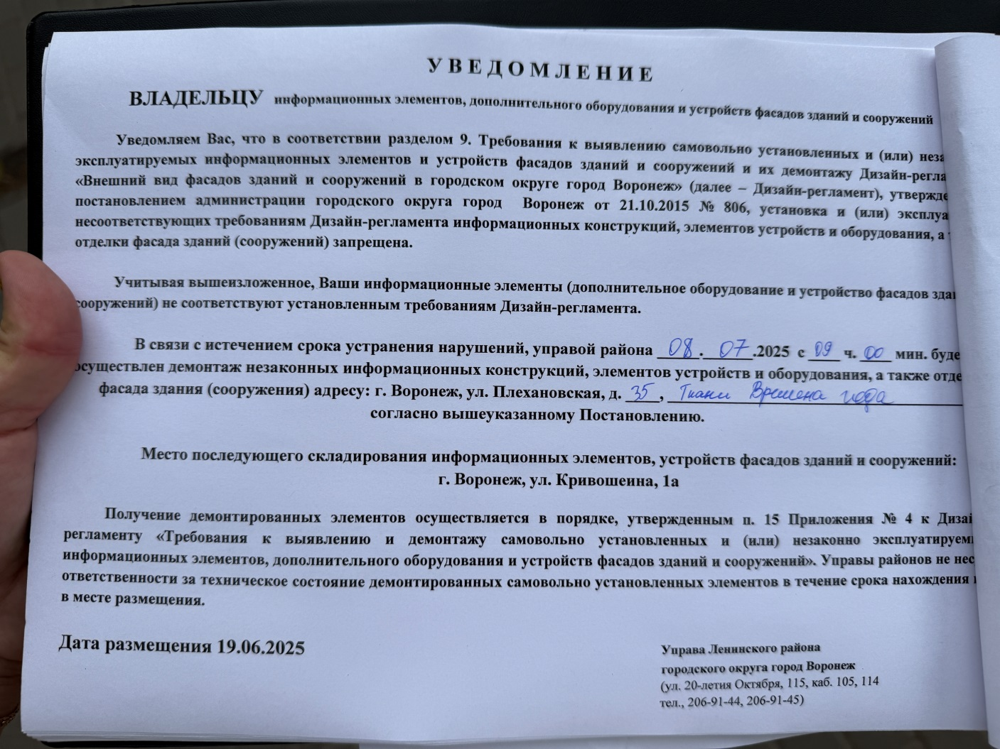 УВЕДОМЛЕНИЕ
ВЛАДЕЛЬЦУ информационных элементов, дополнительного оборудования и устройств фасадов зданий и сооружений
Уведомляем Вас, что в соответствии разделом 9. Требования к выявлению самовольно установленных и (или) неза
эксплуатируемых информационных элементов и устройств фасадов зданий и сооружений и их демонтажу Дизайн-регла
«Внешний вид фасадов зданий и сооружений в городском округе город Воронеж» (далее – Дизайн-регламент), утвержде
постановлением администрации городского округа город Воронеж от 21.10.2015 № 806, установка и (или) эксплуа
несоответствующих требованиям Дизайн-регламента информационных конструкций, элементов устройств и оборудования, а
отделки фасада зданий (сооружений) запрещена.
Учитывая вышеизложенное, Ваши информационные элементы (дополнительное оборудование и устройство фасадов зда
сооружений) не соответствуют установленным требованиям Дизайн-регламента.
В связи с истечением срока устранения нарушений, управой района 08.07.2025 с 09 ч. 00 мин. буде
осуществлен демонтаж незаконных информационных конструкций, элементов устройств и оборудования, а также отде
фасада здания (сооружения) адресу: г. Воронеж, ул. Плехановская, д. 35, Ткани Времена года
согласно вышеуказанному Постановлению.
Место последующего складирования информационных элементов, устройств фасадов зданий и сооружений:
г. Воронеж, ул. Кривошеина, 1а
Получение демонтированных элементов осуществляется в порядке, утвержденным п. 15 Приложения № 4 к Дизай
регламенту «Требования к выявлению и демонтажу самовольно установленных и (или) незаконно эксплуатируем
информационных элементов, дополнительного оборудования и устройств фасадов зданий и сооружений». Управы районов не нес
ответственности за техническое состояние демонтированных самовольно установленных элементов в течение срока нахождения
в месте размещения.
Дата размещения 19.06.2025
Управа Ленинского района
городского округа город Воронеж
(ул. 20-летия Октября, 115, каб. 105, 114
тел., 206-91-44, 206-91-45)